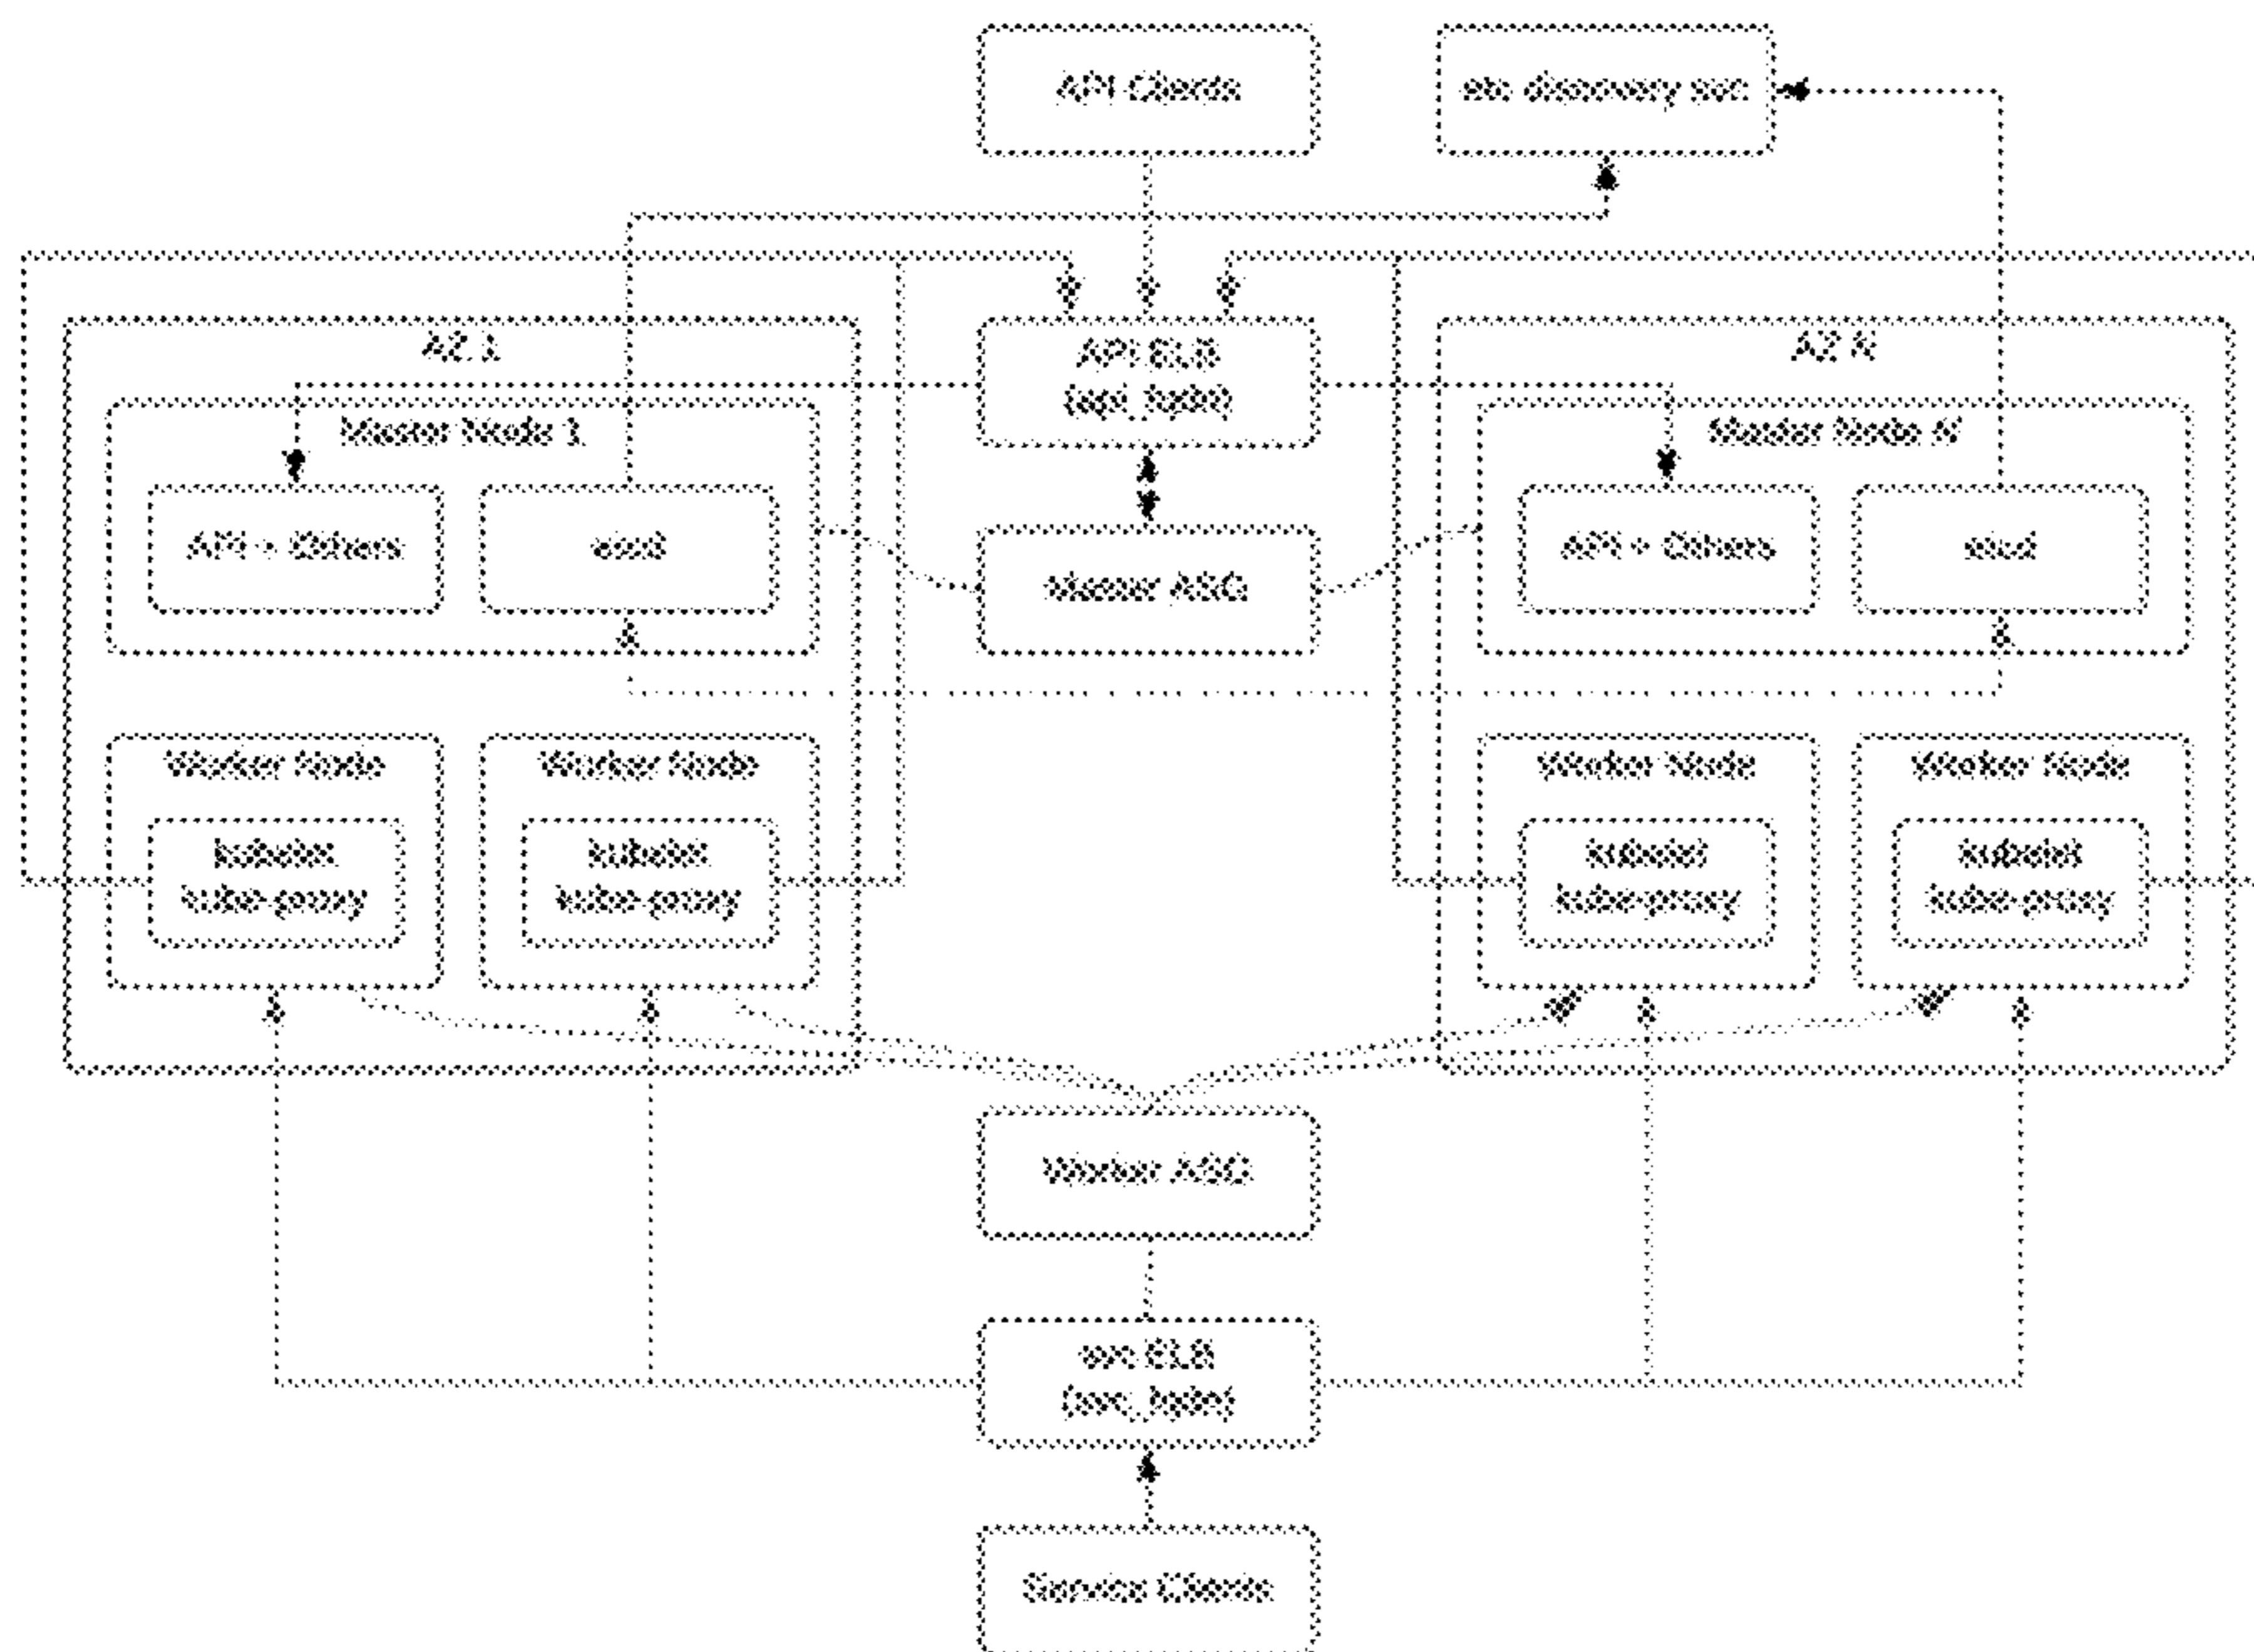 API Clients
etc discovery svc
AZ 1
API ELB
AZ N
Master Node 1
Master Node N
API + Others
etcd
Master ASG
API + Others
etcd
Worker Node
Worker Node
Worker Node
Worker Node
kubelet
kube-proxy
kubelet
kube-proxy
kubelet
kube-proxy
kubelet
kube-proxy
Worker ASG
svc ELB
Service Clients